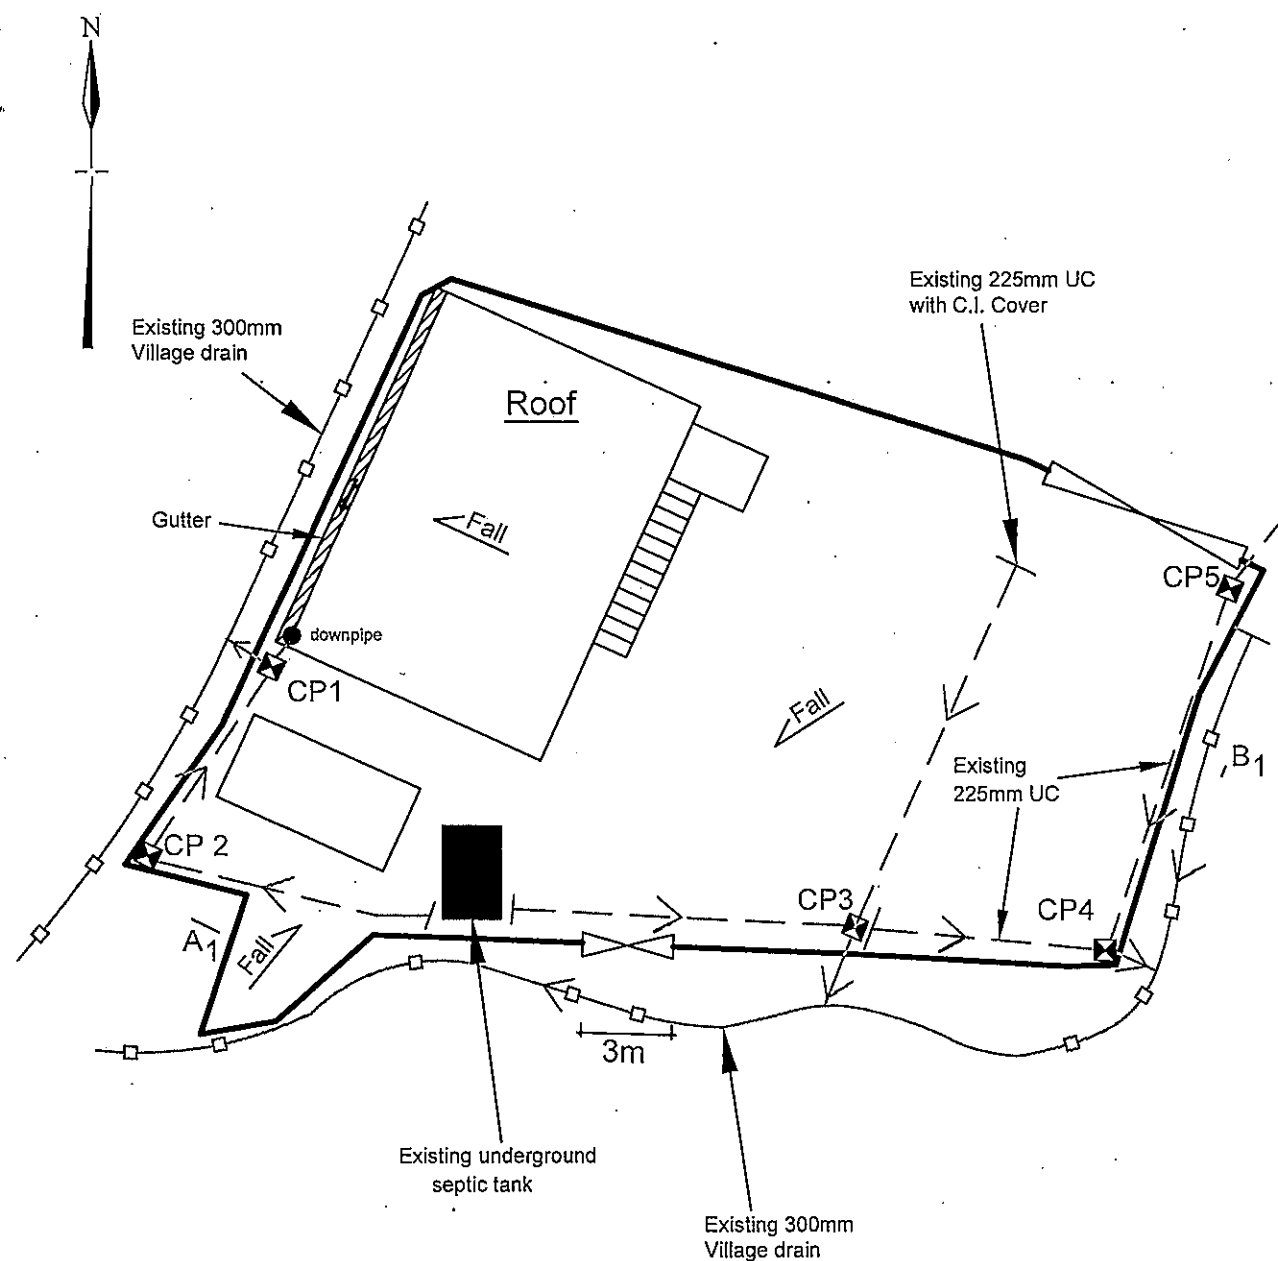 N
Existing 225mm UC
with C.I. Cover
Existing 300mm
Village drain
Roof
Gutter
Fall
CP5
downpipe
CP1
Fall
Existing
225mm UC
B1
CP 2
CP3
CP4
A1
Fall
3m
Existing underground
septic tank
Existing 300mm
Village drain